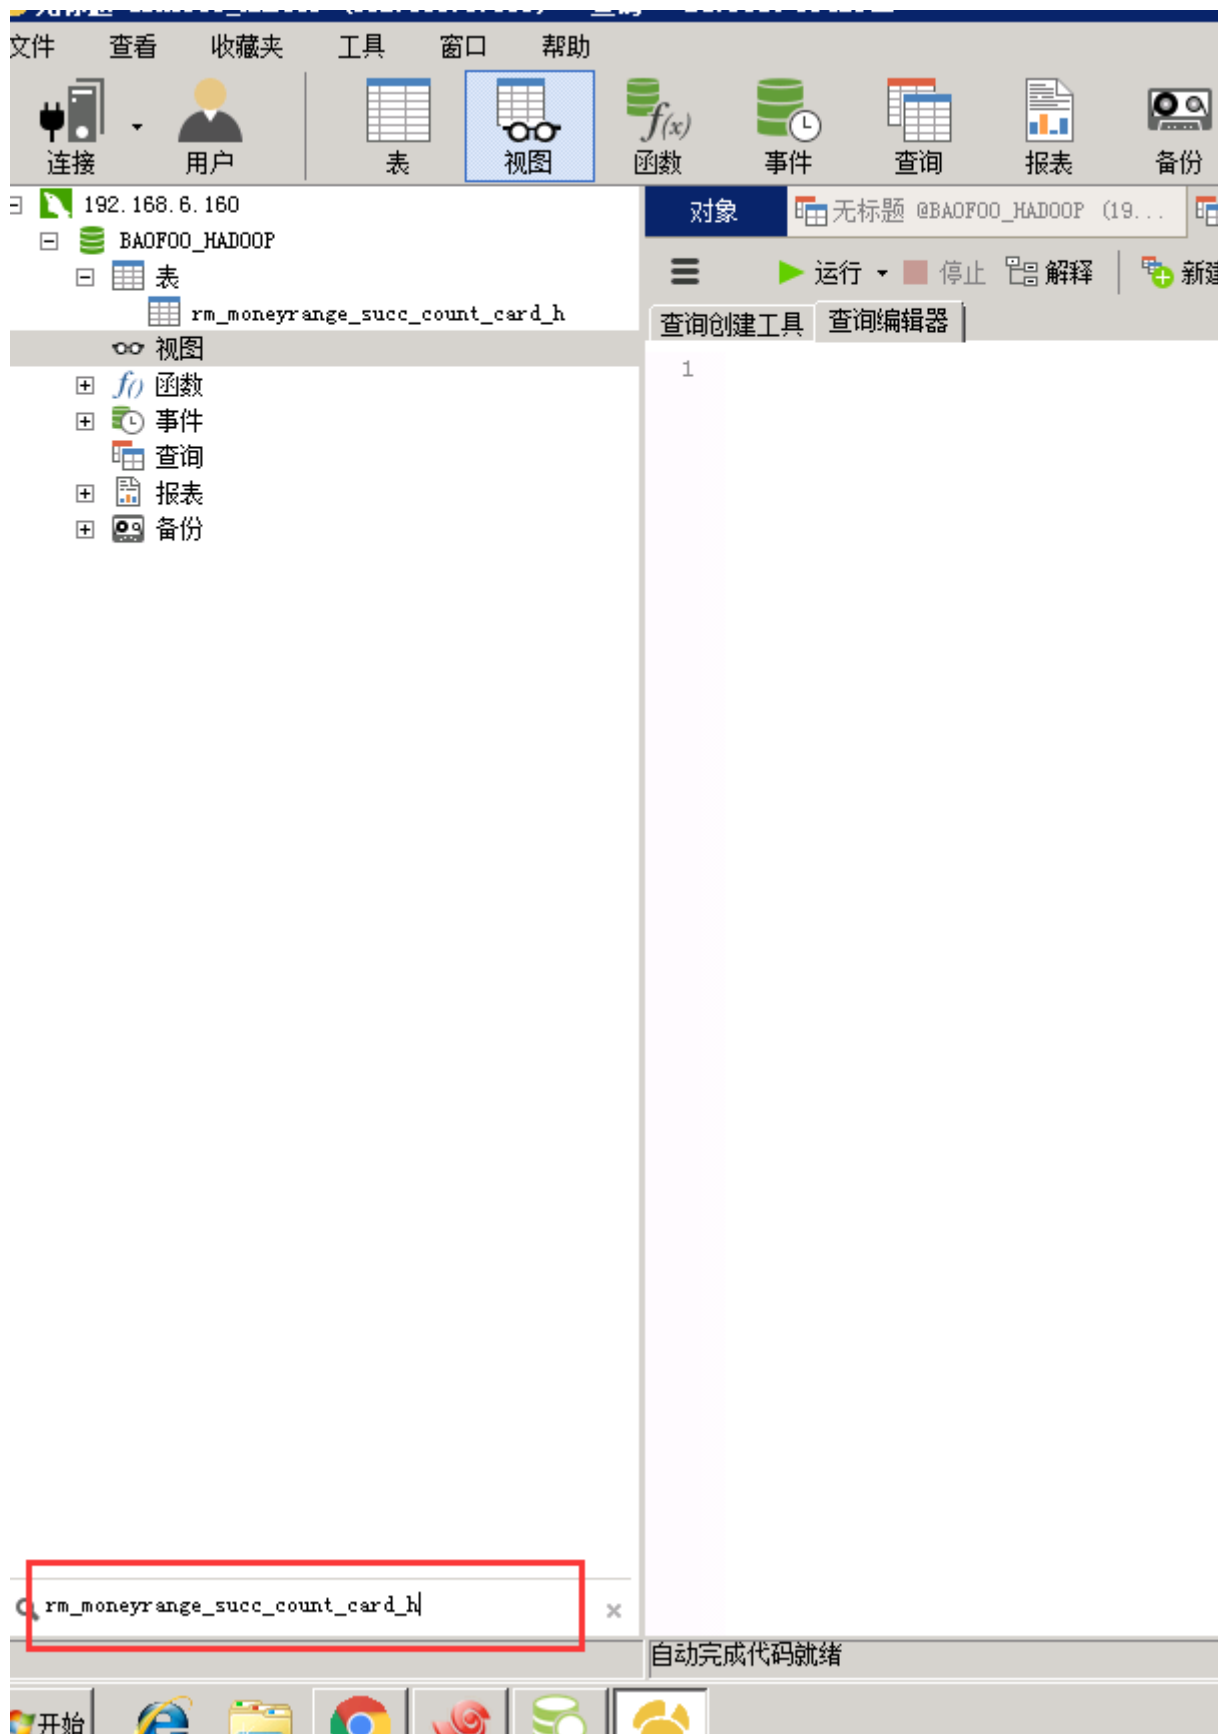 文件 查看 收藏夹 工具 窗口 帮助
连接 用户 表 视图 函数 事件 查询 报表 备份
192.168.6.160
BAOFOO_HADOOP
表
rm_moneyrange_succ_count_card_h
视图
函数
事件
查询
报表
备份
对象 无标题 @BAOFOO_HADOOP (19...
运行 停止 解释 新建
查询创建工具 查询编辑器
1
rm_moneyrange_succ_count_card_h
自动完成代码就绪
开始